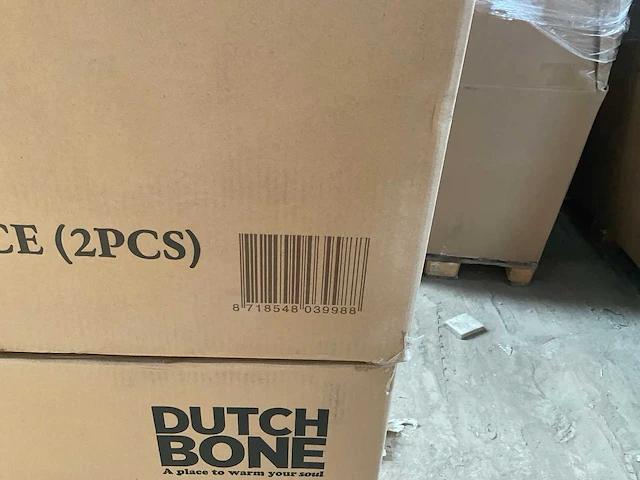 CE (2PCS)
8 718548 039988
DUTCH
BONE
A place to warm your soul